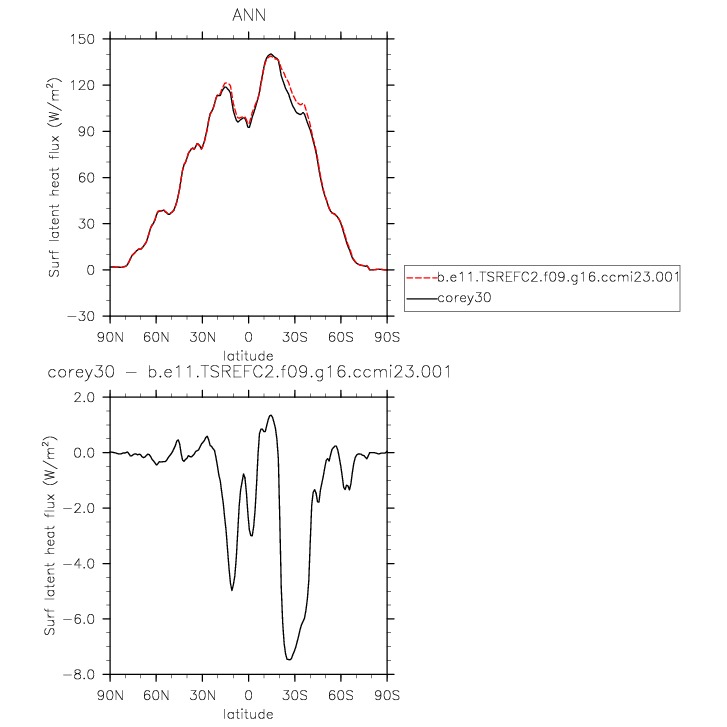 ANN
150
120
90
60
30
0
−30
Surf latent heat flux (W/m²)
90N 60N 30N 0 30S 60S 90S
latitude
b.e11.TSREFC2.f09.g16.ccmi23.001
corey30
corey30 − b.e11.TSREFC2.f09.g16.ccmi23.001
2.0
0.0
−2.0
−4.0
−6.0
−8.0
Surf latent heat flux (W/m²)
90N 60N 30N 0 30S 60S 90S
latitude